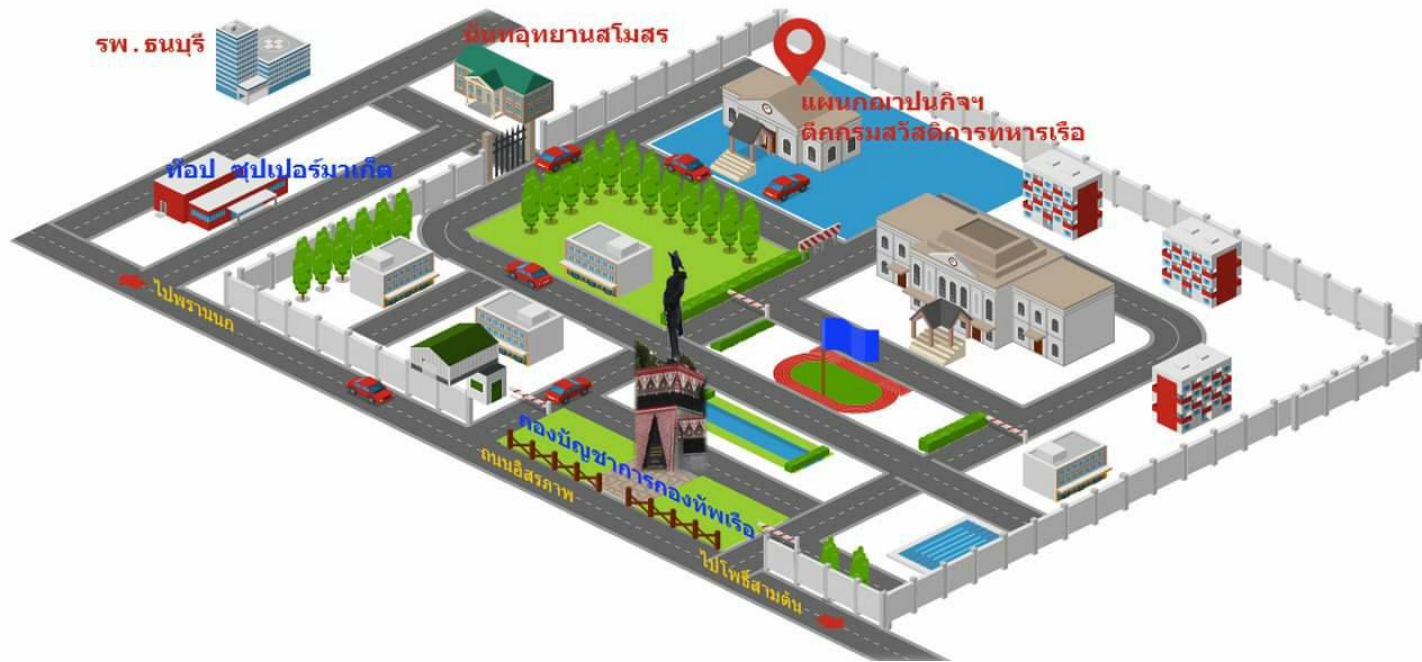 รพ.ธนบุรี
นันทอุทยานสโมสร
แผนกฌาปนกิจฯ
ตึกกรมสวัสดิการทหารเรือ
ท๊อป ซุปเปอร์มาเก็ต
ไปพรานนก
กองบัญชาการกองทัพเรือ
ถนนอิสรภาพ
ไปโพธิ์สามต้น